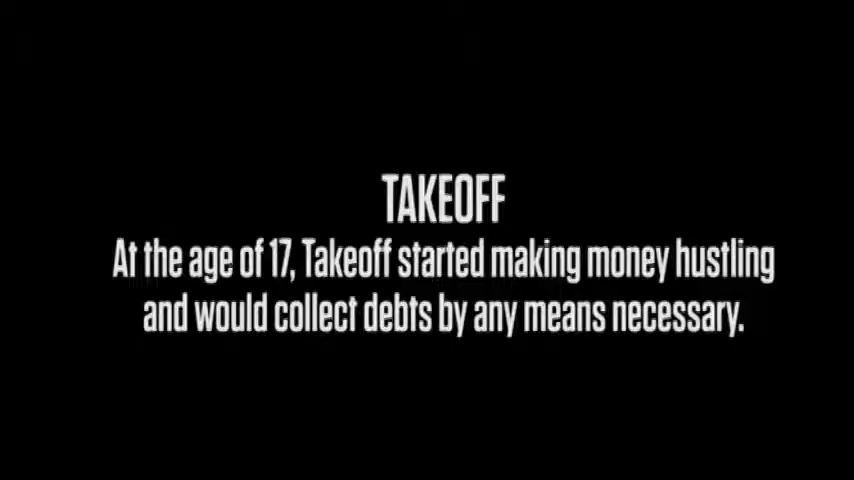 TAKEOFF
At the age of 17, Takeoff started making money hustling
and would collect debts by any means necessary.